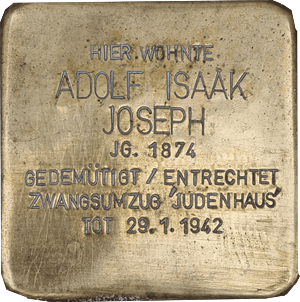 HIER WOHNTE
ADOLF ISAAK
JOSEPH
JG. 1874
GEDEMÜTIGT / ENTRECHTET
ZWANGSUMZUG 'JUDENHAUS'
TOT 29.1.1942